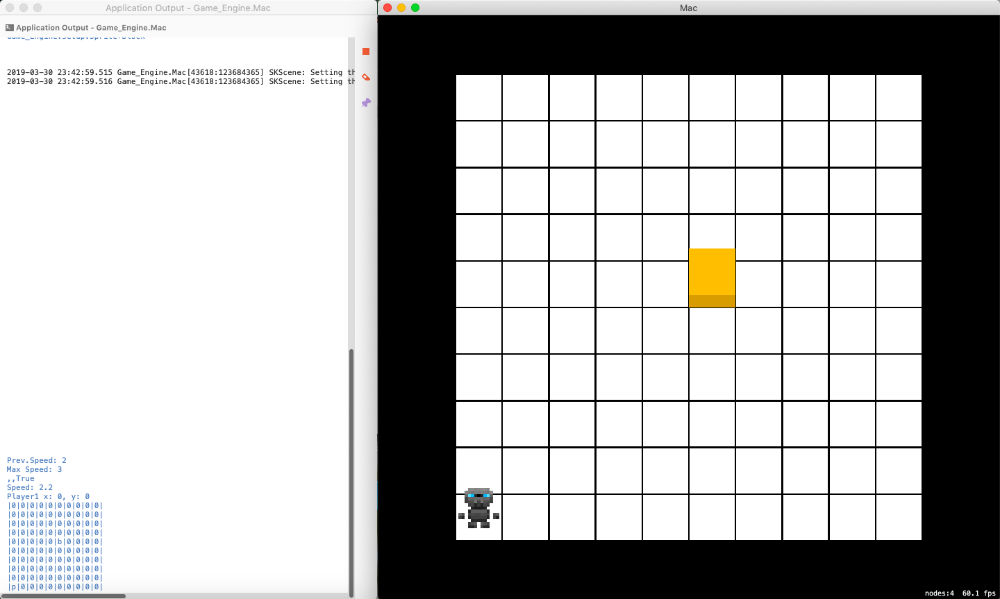 Application Output - Game_Engine.Mac
Mac
Application Output - Game_Engine.Mac
Game_Engine.Setup.Sprite+Block
2019-03-30 23:42:59.515 Game_Engine.Mac[43618:123684365] SKScene: Setting th
2019-03-30 23:42:59.516 Game_Engine.Mac[43618:123684365] SKScene: Setting th
Prev.Speed: 2
Max Speed: 3
,,True
Speed: 2.2
Player1 x: 0, y: 0
|0|0|0|0|0|0|0|0|0|0|
|0|0|0|0|0|0|0|0|0|0|
|0|0|0|0|0|0|0|0|0|0|
|0|0|0|0|0|0|0|0|0|0|
|0|0|0|0|0|b|0|0|0|0|
|0|0|0|0|0|0|0|0|0|0|
|0|0|0|0|0|0|0|0|0|0|
|0|0|0|0|0|0|0|0|0|0|
|0|0|0|0|0|0|0|0|0|0|
|p|0|0|0|0|0|0|0|0|0|
nodes:4 60.1 fps